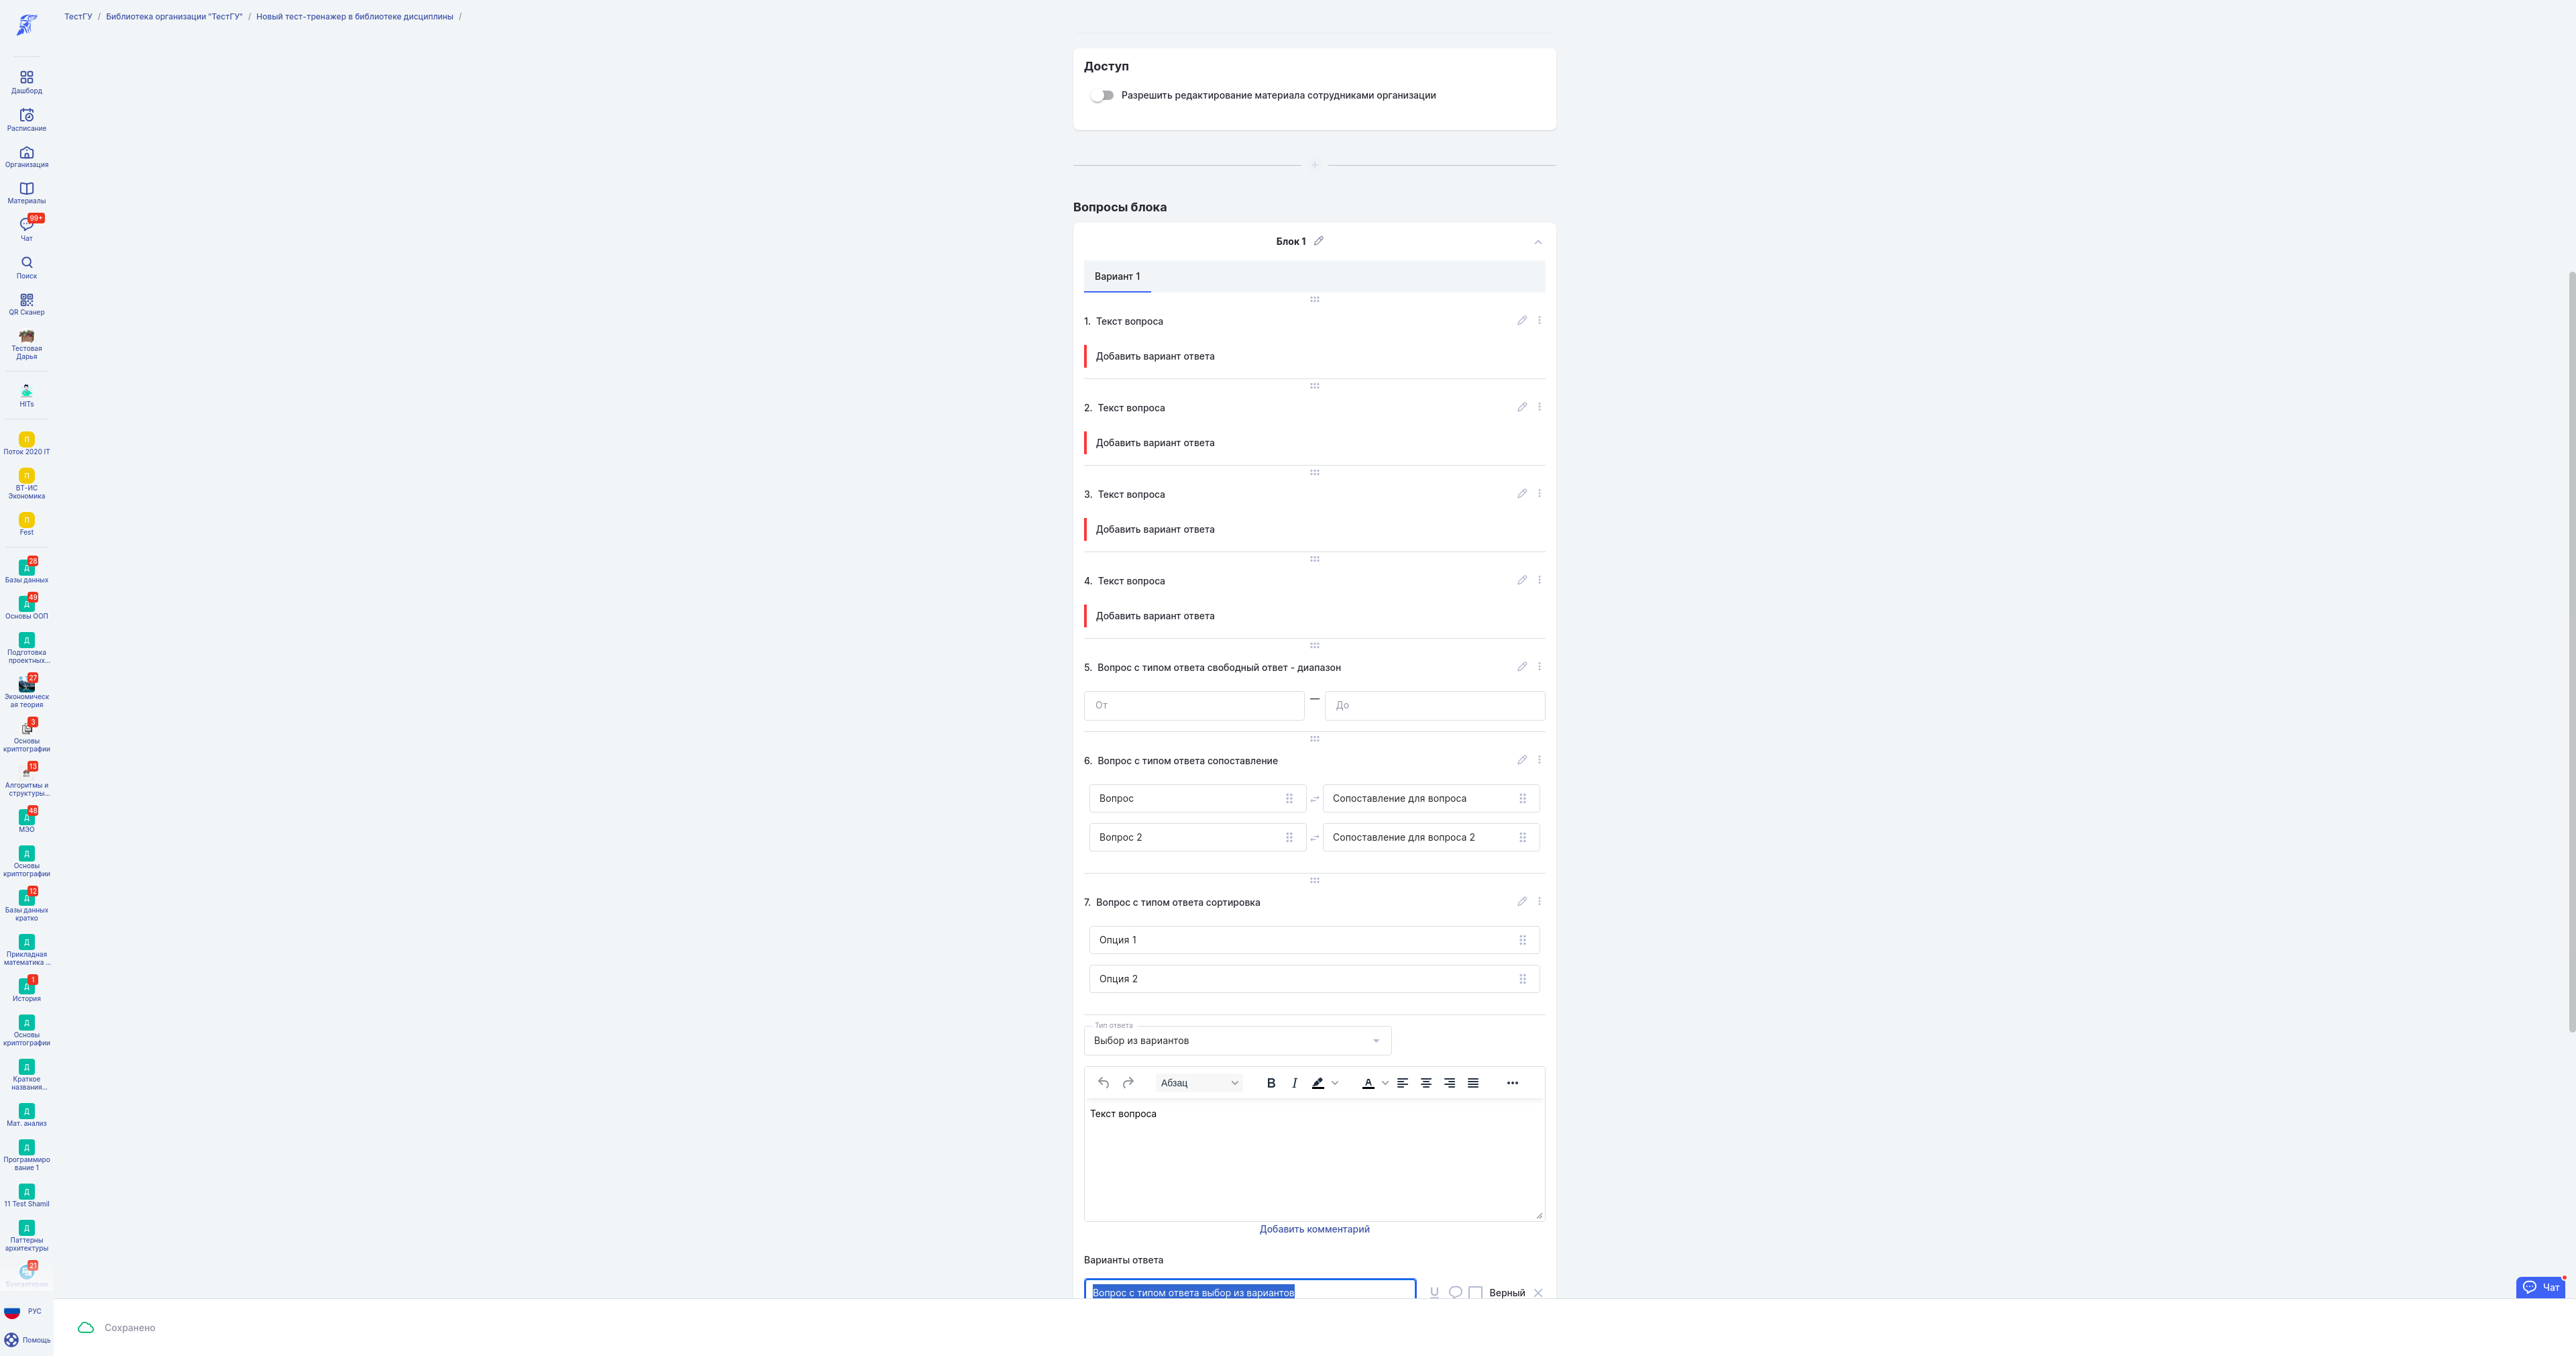 ТестГУ / Библиотека организации "ТестГУ" / Новый тест-тренажер в библиотеке дисциплины /
Дашборд
Расписание
Организация
Материалы
99+
Чат
Поиск
QR Сканер
Тестовая
Дарья
HITs
П
Поток 2020 IT
П
ВТ-ИС
Экономика
П
Fest
28
Д
Базы данных
49
Д
Основы ООП
Д
Подготовка
проектных...
27
Экономическ
ая теория
3
Основы
криптографии
13
Алгоритмы и
структуры...
48
Д
МЭО
Д
Основы
криптографии
12
Д
Базы данных
кратко
Д
Прикладная
математика ...
1
Д
История
Д
Основы
криптографии
Д
Краткое
названия...
Д
Мат. анализ
Д
Программиро
вание 1
Д
11 Test Shamil
Д
Паттерны
архитектуры
21
Бухгалтерия
РУС
Помощь
Доступ
Разрешить редактирование материала сотрудниками организации
Вопросы блока
Блок 1
Вариант 1
1. Текст вопроса
Добавить вариант ответа
2. Текст вопроса
Добавить вариант ответа
3. Текст вопроса
Добавить вариант ответа
4. Текст вопроса
Добавить вариант ответа
5. Вопрос с типом ответа свободный ответ - диапазон
От — До
6. Вопрос с типом ответа сопоставление
Вопрос Сопоставление для вопроса
Вопрос 2 Сопоставление для вопроса 2
7. Вопрос с типом ответа сортировка
Опция 1
Опция 2
Тип ответа
Выбор из вариантов
Абзац B I A
Текст вопроса
Добавить комментарий
Варианты ответа
Вопрос с типом ответа выбор из вариантов Верный
Чат
Сохранено